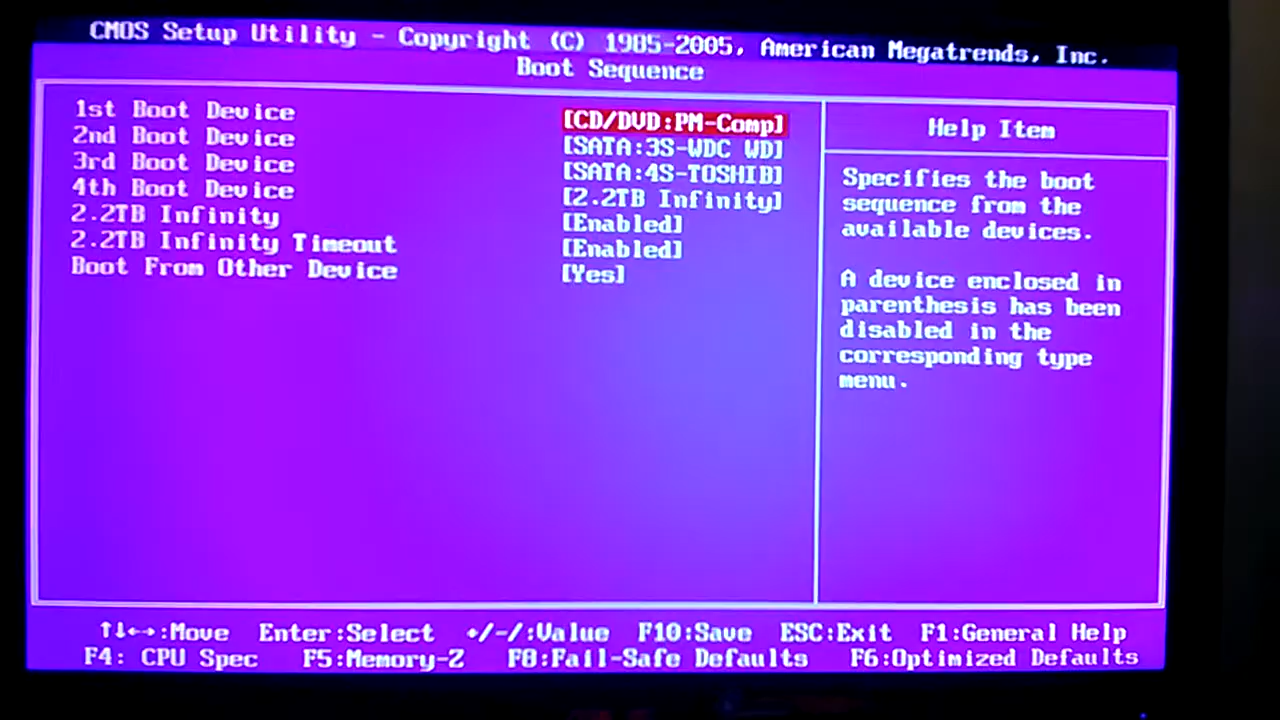 CMOS Setup Utility - Copyright (C) 1985-2005, American Megatrends, Inc.
Boot Sequence
1st Boot Device [CD/DVD:PM-Comp]
2nd Boot Device [SATA:3S-WDC WD]
3rd Boot Device [SATA:4S-TOSHIB]
4th Boot Device [2.2TB Infinity]
2.2TB Infinity [Enabled]
2.2TB Infinity Timeout [Enabled]
Boot From Other Device [Yes]
Help Item
Specifies the boot
sequence from the
available devices.
A device enclosed in
parenthesis has been
disabled in the
corresponding type
menu.
↑↓←→:Move Enter:Select +/-/:Value F10:Save ESC:Exit F1:General Help
F4: CPU Spec F5:Memory-Z F8:Fail-Safe Defaults F6:Optimized Defaults